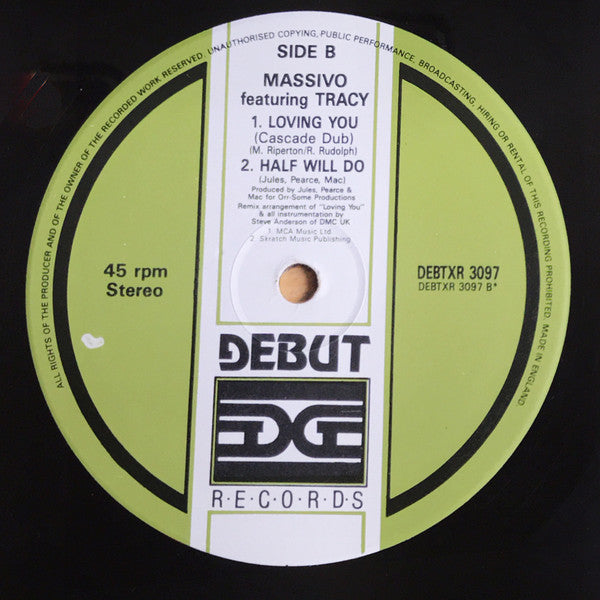 ALL RIGHTS OF THE PRODUCER AND OF THE OWNER OF THE RECORDED WORK RESERVED. UNAUTHORISED COPYING, PUBLIC PERFORMANCE, BROADCASTING, HIRING OR RENTAL OF THIS RECORDING PROHIBITED. MADE IN ENGLAND.
SIDE B
MASSIVO
featuring TRACY
1. LOVING YOU
(Cascade Dub)
(M. Riperton/R. Rudolph)
2. HALF WILL DO
(Jules, Pearce, Mac)
Produced by Jules, Pearce &
Mac for Orr-Some Productions
Remix arrangement of "Loving You"
& all instrumentation by
Steve Anderson of DMC UK
1. MCA Music Ltd
2. Skratch Music Publishing
45 rpm
Stereo
DEBTXR 3097
DEBTXR 3097 B*
DEBUT
EDGE
R·E·C·O·R·D·S